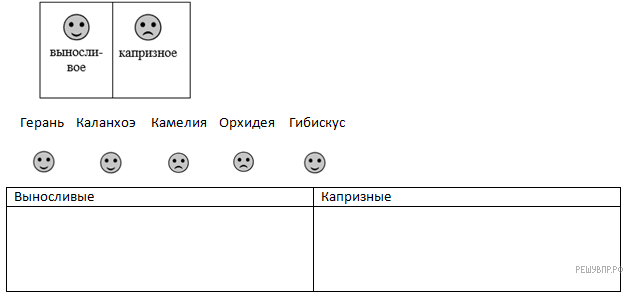 выносли-
вое
капризное
Герань Каланхоэ Камелия Орхидея Гибискус
Выносливые Капризные
РЕШУВПР.РФ